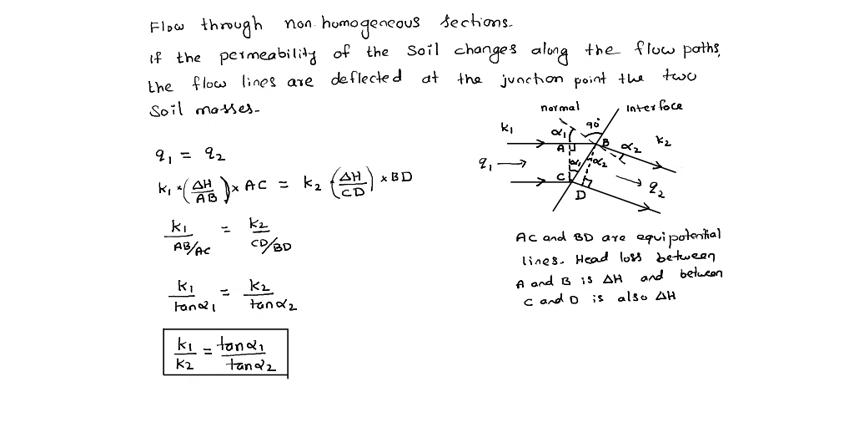 Flow through non-homogeneous sections-
if the permeability of the soil changes along the flow paths,
the flow lines are deflected at the junction point the two
soil masses-
normal
interface
k1
α1
90°
B
k2
A
α2
q1
α1
α2
C
q2
D
q1 = q2
k1 × (ΔH/AB) × AC = k2 (ΔH/CD) × BD
k1/(AB/AC) = k2/(CD/BD)
k1/tanα1 = k2/tanα2
k1/k2 = tanα1/tanα2
AC and BD are equipotential
lines. Head loss between
A and B is ΔH and between
C and D is also ΔH